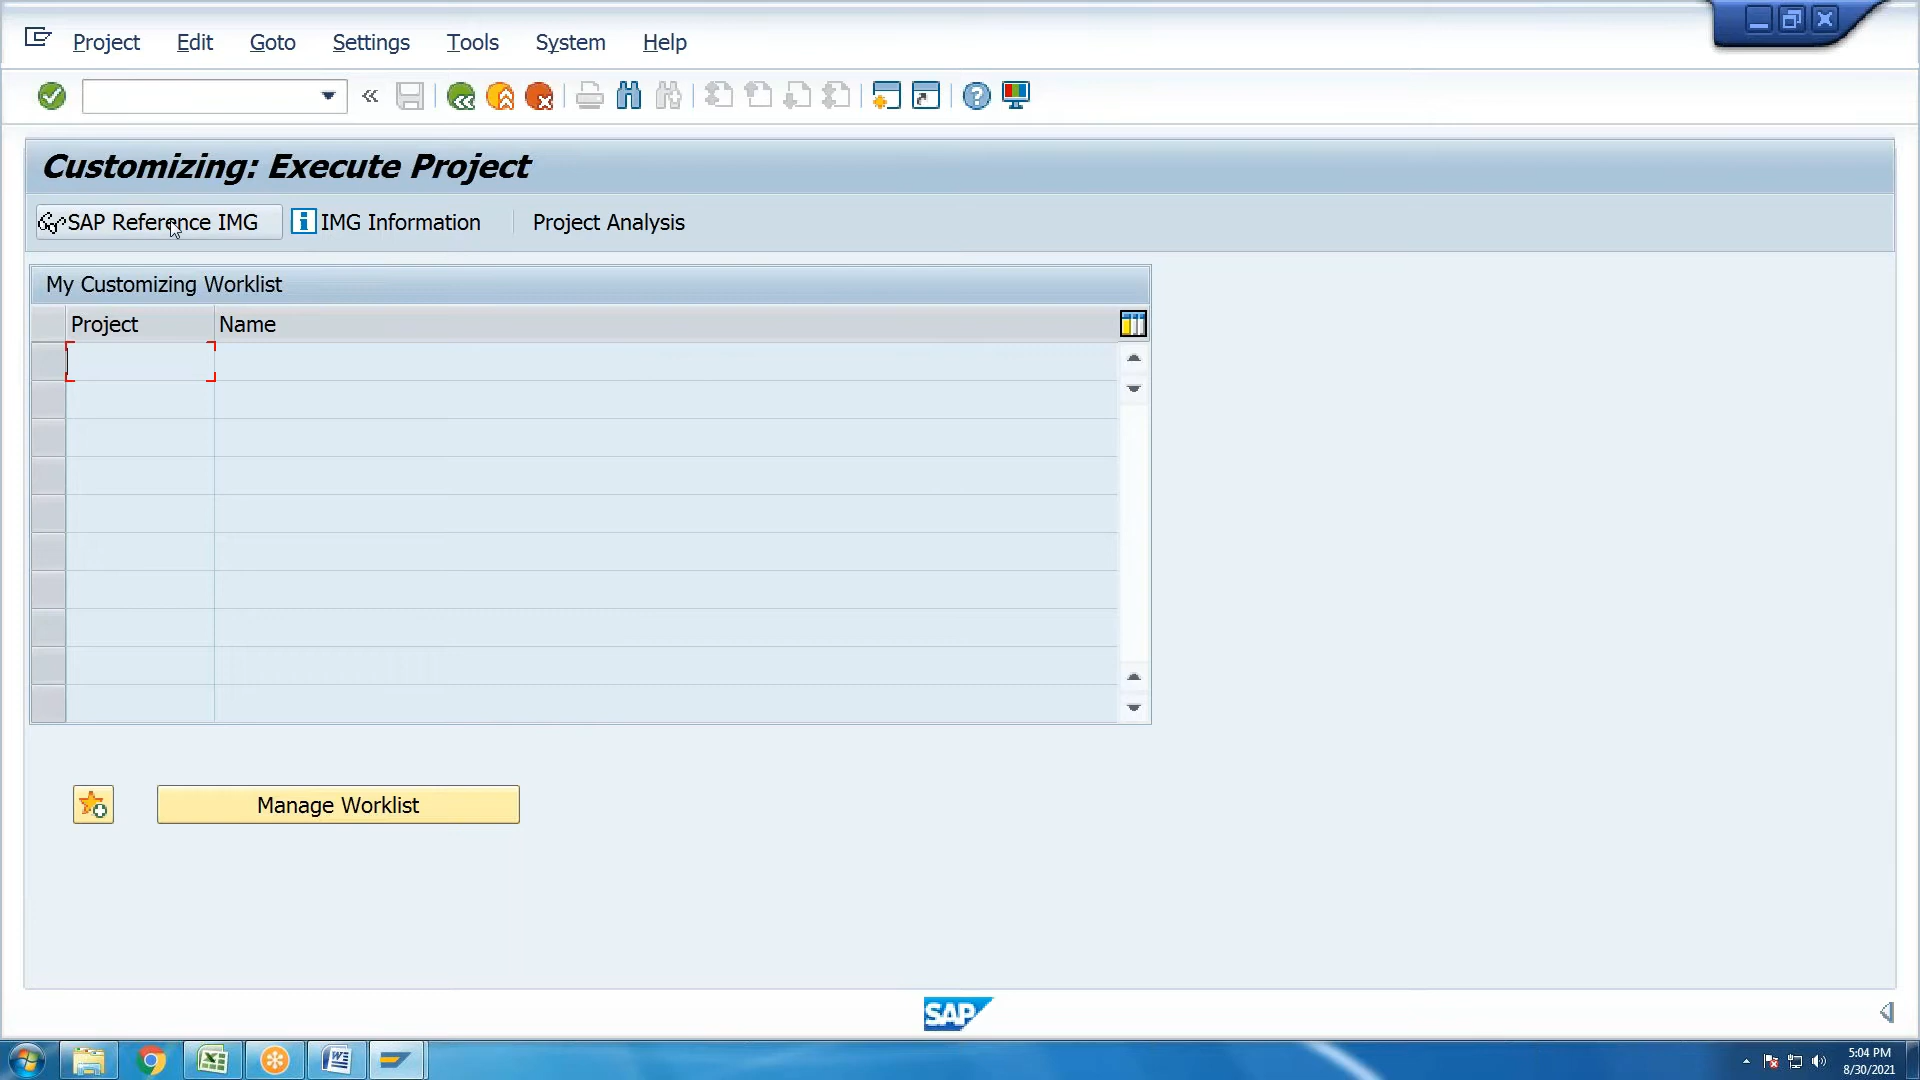 Project Edit Goto Settings Tools System Help
Customizing: Execute Project
SAP Reference IMG IMG Information Project Analysis
My Customizing Worklist
Project Name
Manage Worklist
SAP
5:04 PM
8/30/2021